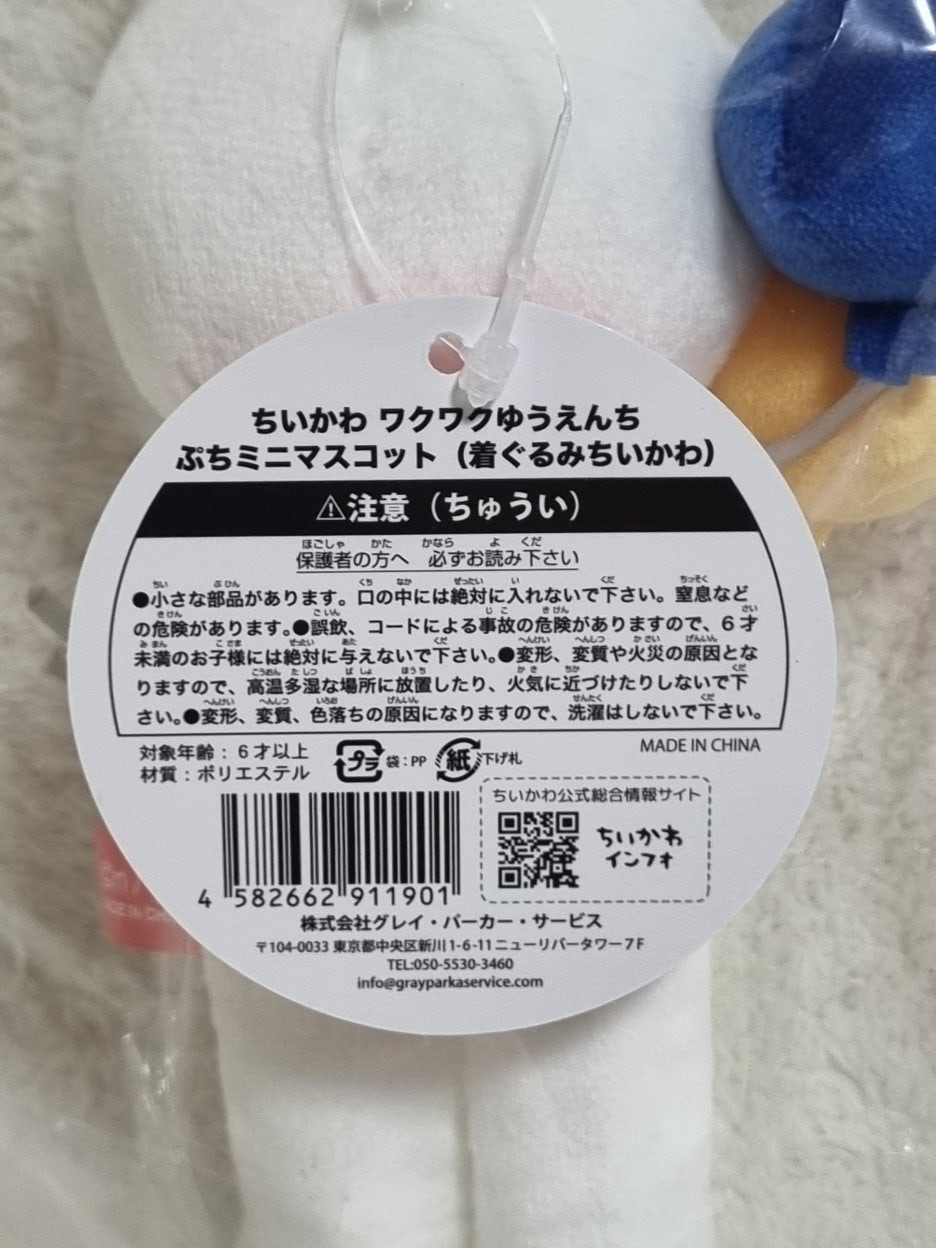 ちいかわ ワクワクゆうえんち
ぷちミニマスコット（着ぐるみちいかわ）
⚠注意（ちゅうい）
保護者の方へ 必ずお読み下さい
●小さな部品があります。口の中には絶対に入れないで下さい。窒息など
の危険があります。●誤飲、コードによる事故の危険がありますので、6才
未満のお子様には絶対に与えないで下さい。●変形、変質や火災の原因とな
りますので、高温多湿な場所に放置したり、火気に近づけたりしないで下
さい。●変形、変質、色落ちの原因になりますので、洗濯はしないで下さい。
対象年齢：6才以上
材質：ポリエステル
プラ 袋：PP 紙 下げ札
MADE IN CHINA
ちいかわ公式総合情報サイト
ちいかわ
インフォ
4 582662 911901
株式会社グレイ・パーカー・サービス
〒104-0033 東京都中央区新川1-6-11ニューリバータワー7F
TEL:050-5530-3460
info@grayparkaservice.com